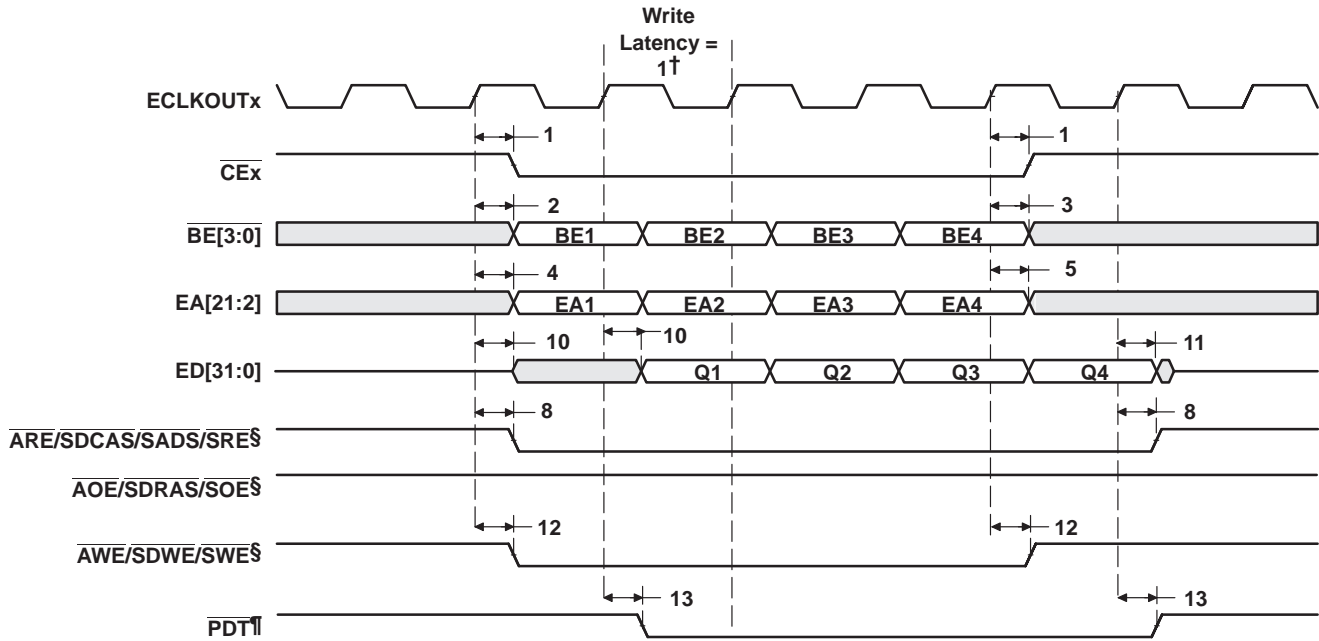 Write
Latency =
1†
ECLKOUTx
1 1
CEx
2 3
BE[3:0] BE1 BE2 BE3 BE4
4 5
EA[21:2] EA1 EA2 EA3 EA4
10 10 11
ED[31:0] Q1 Q2 Q3 Q4
8 8
ARE/SDCAS/SADS/SRE§
AOE/SDRAS/SOE§
12 12
AWE/SDWE/SWE§
13 13
PDT¶